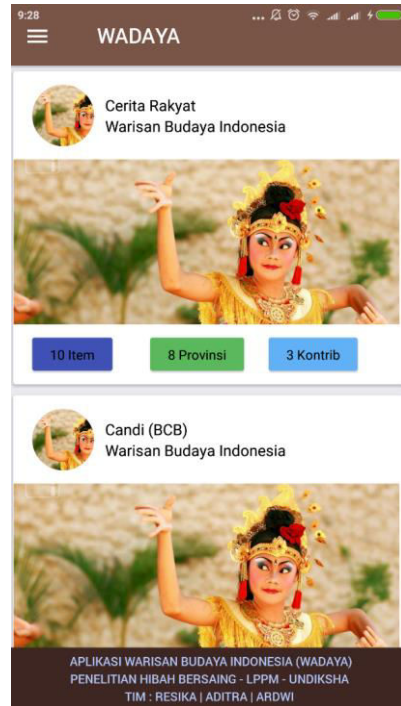 9:28
WADAYA
Cerita Rakyat
Warisan Budaya Indonesia
10 Item
8 Provinsi
3 Kontrib
Candi (BCB)
Warisan Budaya Indonesia
APLIKASI WARISAN BUDAYA INDONESIA (WADAYA)
PENELITIAN HIBAH BERSAING - LPPM - UNDIKSHA
TIM : RESIKA | ADITRA | ARDWI